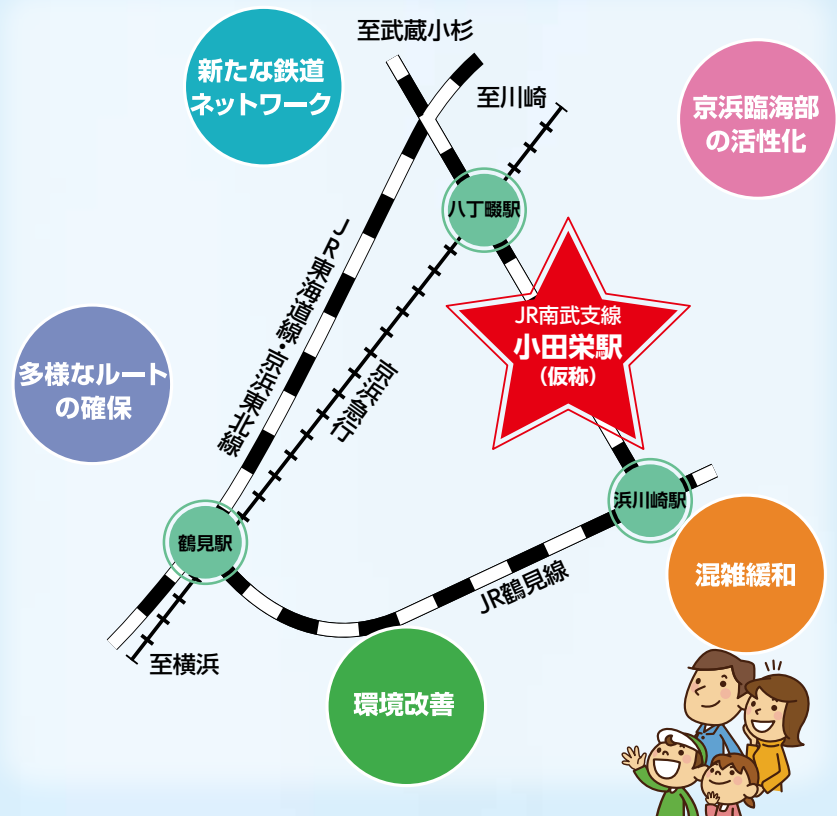 至武蔵小杉
新たな鉄道
ネットワーク
至川崎
京浜臨海部
の活性化
八丁畷駅
JR東海道線・京浜東北線
JR南武支線
小田栄駅
（仮称）
多様なルート
の確保
京浜急行
浜川崎駅
鶴見駅
混雑緩和
JR鶴見線
至横浜
環境改善